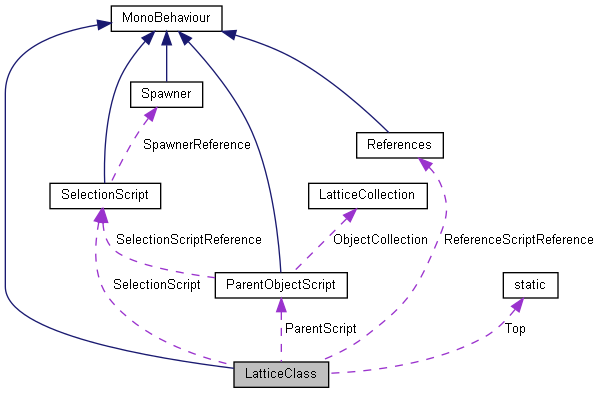 MonoBehaviour
Spawner
SpawnerReference
References
SelectionScript
LatticeCollection
SelectionScriptReference
ObjectCollection
ReferenceScriptReference
SelectionScript
ParentObjectScript
static
ParentScript
Top
LatticeClass